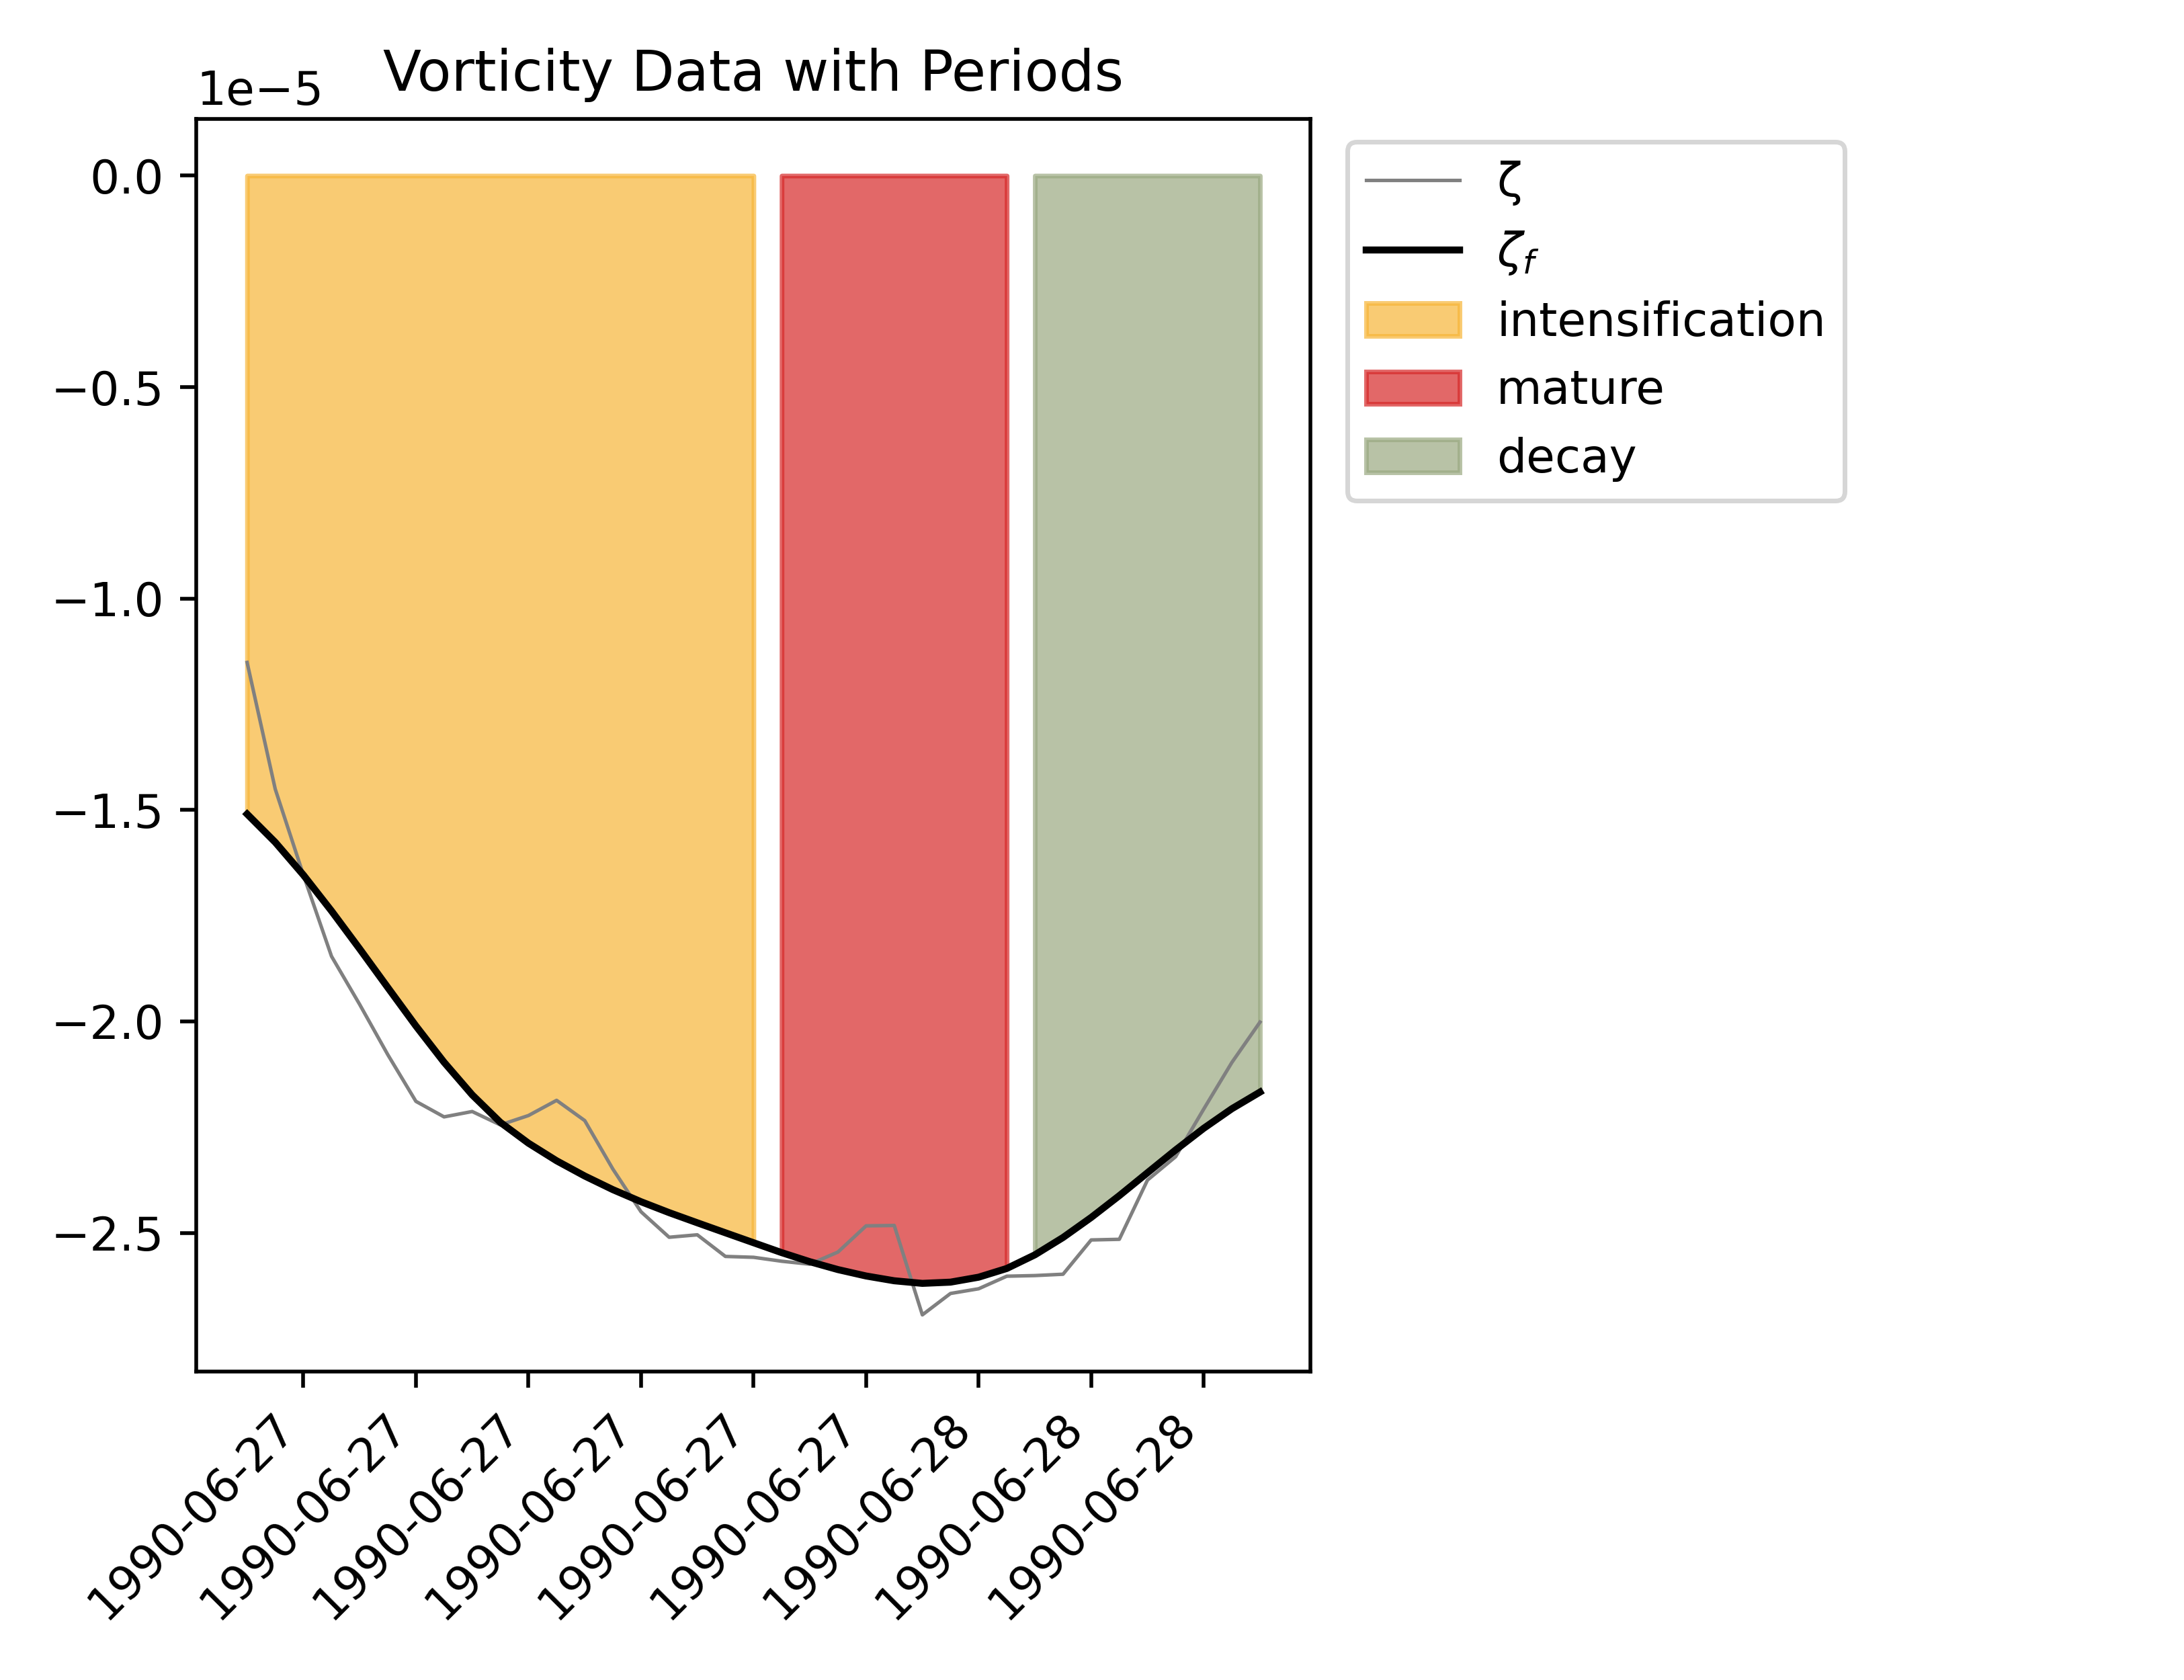 Vorticity Data with Periods
1e−5
0.0
−0.5
−1.0
−1.5
−2.0
−2.5
1990-06-27
1990-06-27
1990-06-27
1990-06-27
1990-06-27
1990-06-27
1990-06-28
1990-06-28
1990-06-28
ζ
ζf
intensification
mature
decay